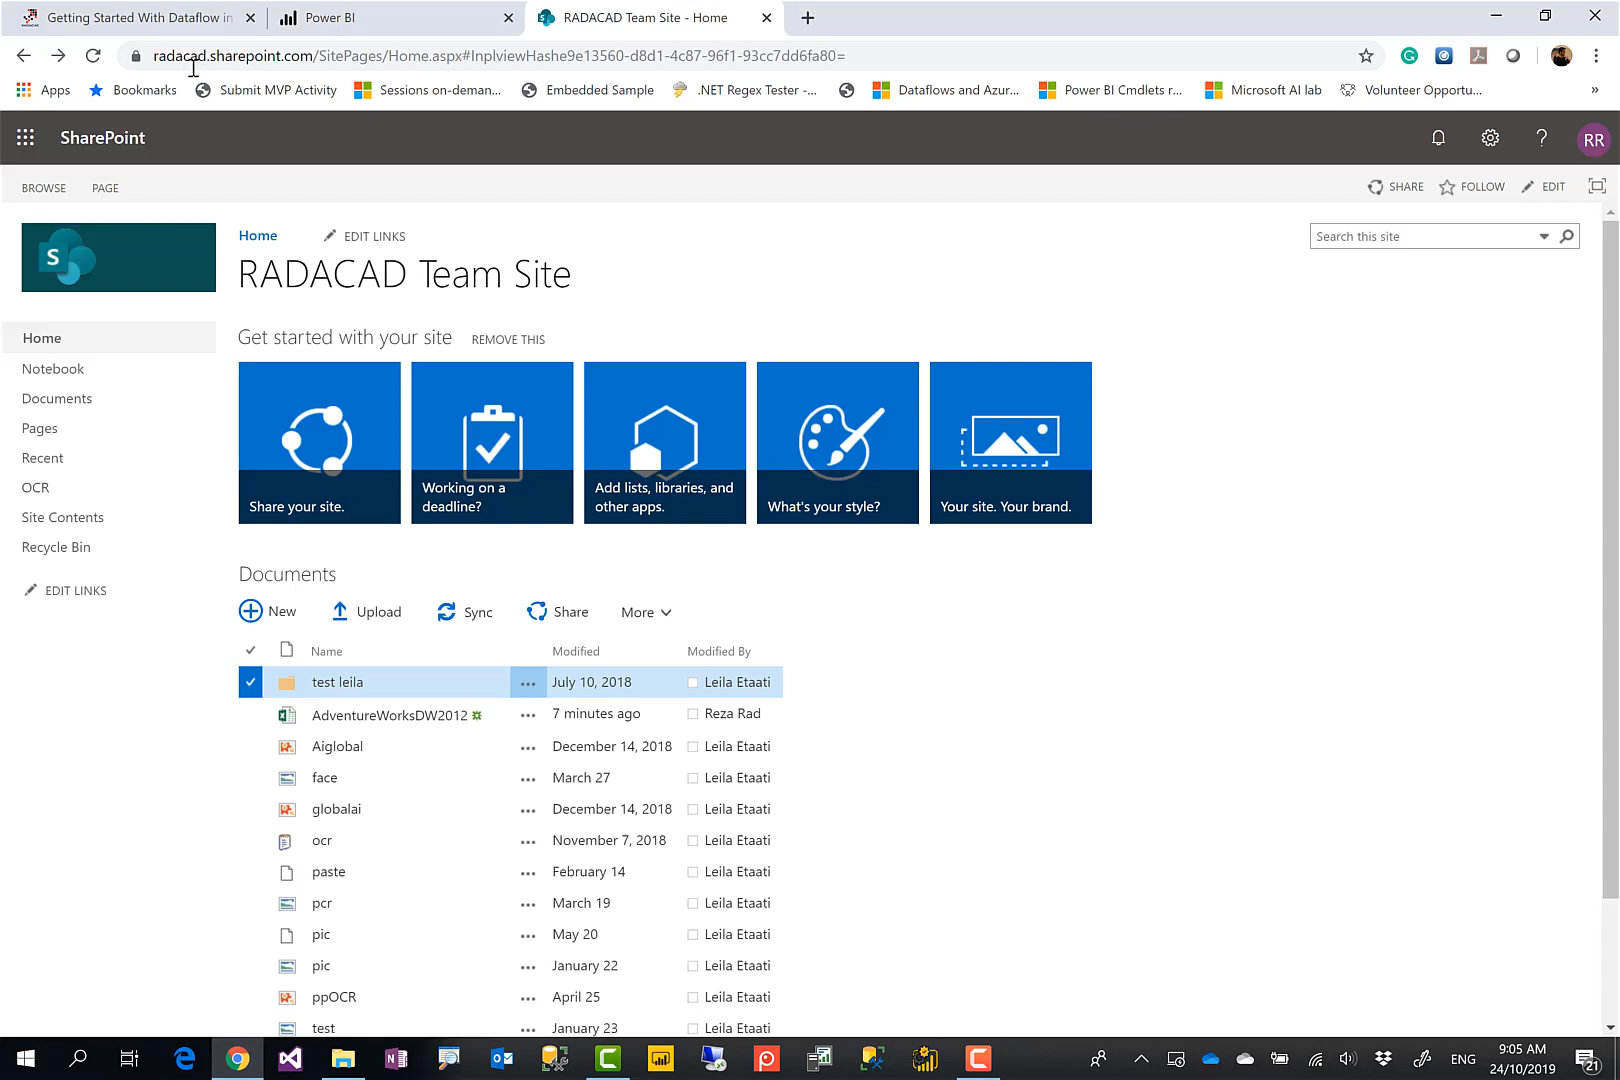 Getting Started With Dataflow in
Power BI
RADACAD Team Site - Home
radacad.sharepoint.com/SitePages/Home.aspx#InplviewHashe9e13560-d8d1-4c87-96f1-93cc7dd6fa80=
Apps
Bookmarks
Submit MVP Activity
Sessions on-deman...
Embedded Sample
.NET Regex Tester -...
Dataflows and Azur...
Power BI Cmdlets r...
Microsoft AI lab
Volunteer Opportu...
»
SharePoint
?
RR
BROWSE
PAGE
SHARE
FOLLOW
EDIT
S
Home
EDIT LINKS
Search this site
RADACAD Team Site
Home
Notebook
Documents
Pages
Recent
OCR
Site Contents
Recycle Bin
EDIT LINKS
Get started with your site
REMOVE THIS
Share your site.
Working on a
deadline?
Add lists, libraries, and
other apps.
What's your style?
Your site. Your brand.
Documents
New
Upload
Sync
Share
More
Name
Modified
Modified By
test leila ... July 10, 2018 Leila Etaati
AdventureWorksDW2012 ... 7 minutes ago Reza Rad
Aiglobal ... December 14, 2018 Leila Etaati
face ... March 27 Leila Etaati
globalai ... December 14, 2018 Leila Etaati
ocr ... November 7, 2018 Leila Etaati
paste ... February 14 Leila Etaati
pcr ... March 19 Leila Etaati
pic ... May 20 Leila Etaati
pic ... January 22 Leila Etaati
ppOCR ... April 25 Leila Etaati
test ... January 23 Leila Etaati
ENG
9:05 AM
24/10/2019
21